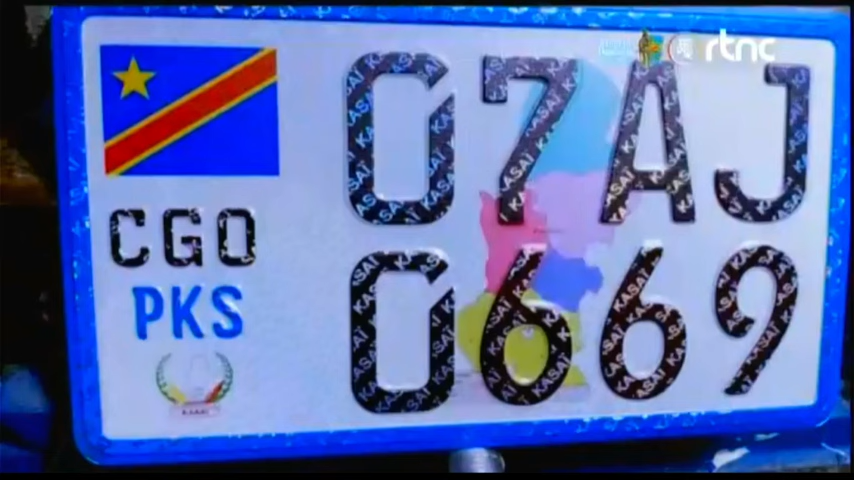 rtnc
07AJ
CGO
PKS
0669
KASAÏ